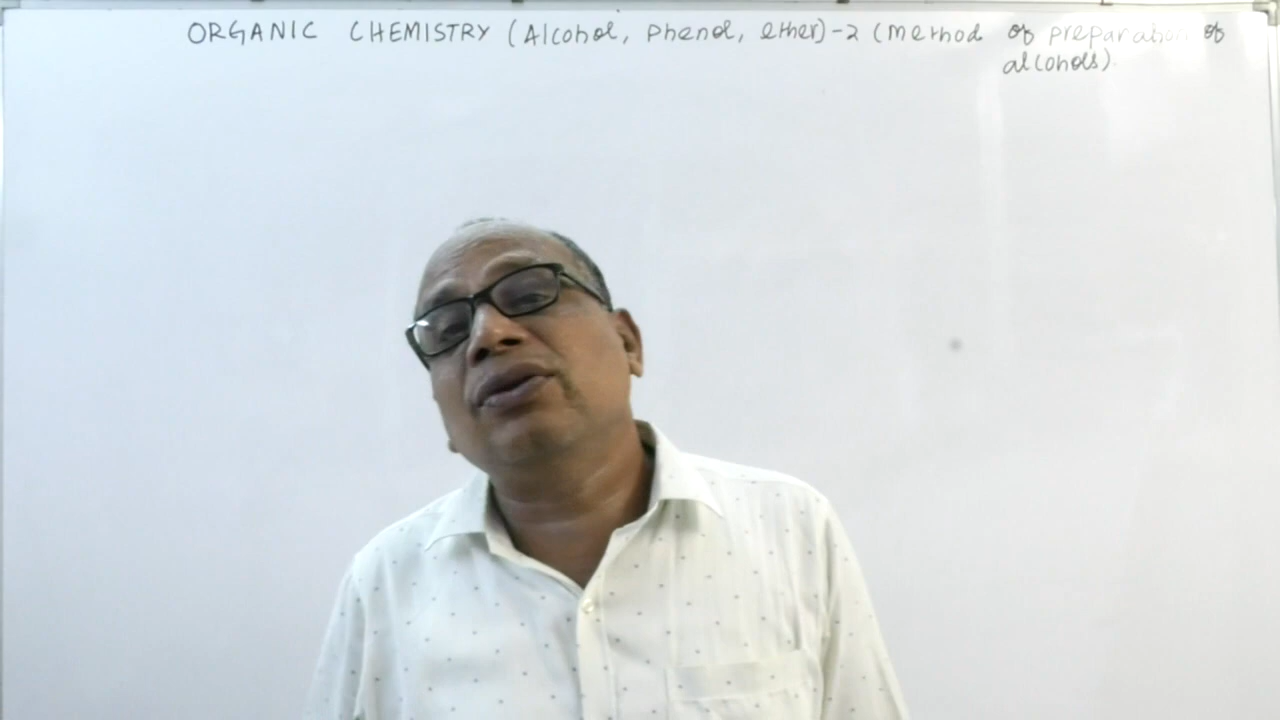 ORGANIC CHEMISTRY (Alcohol, Phenol, ether)-2 (method of preparation of
alcohols).